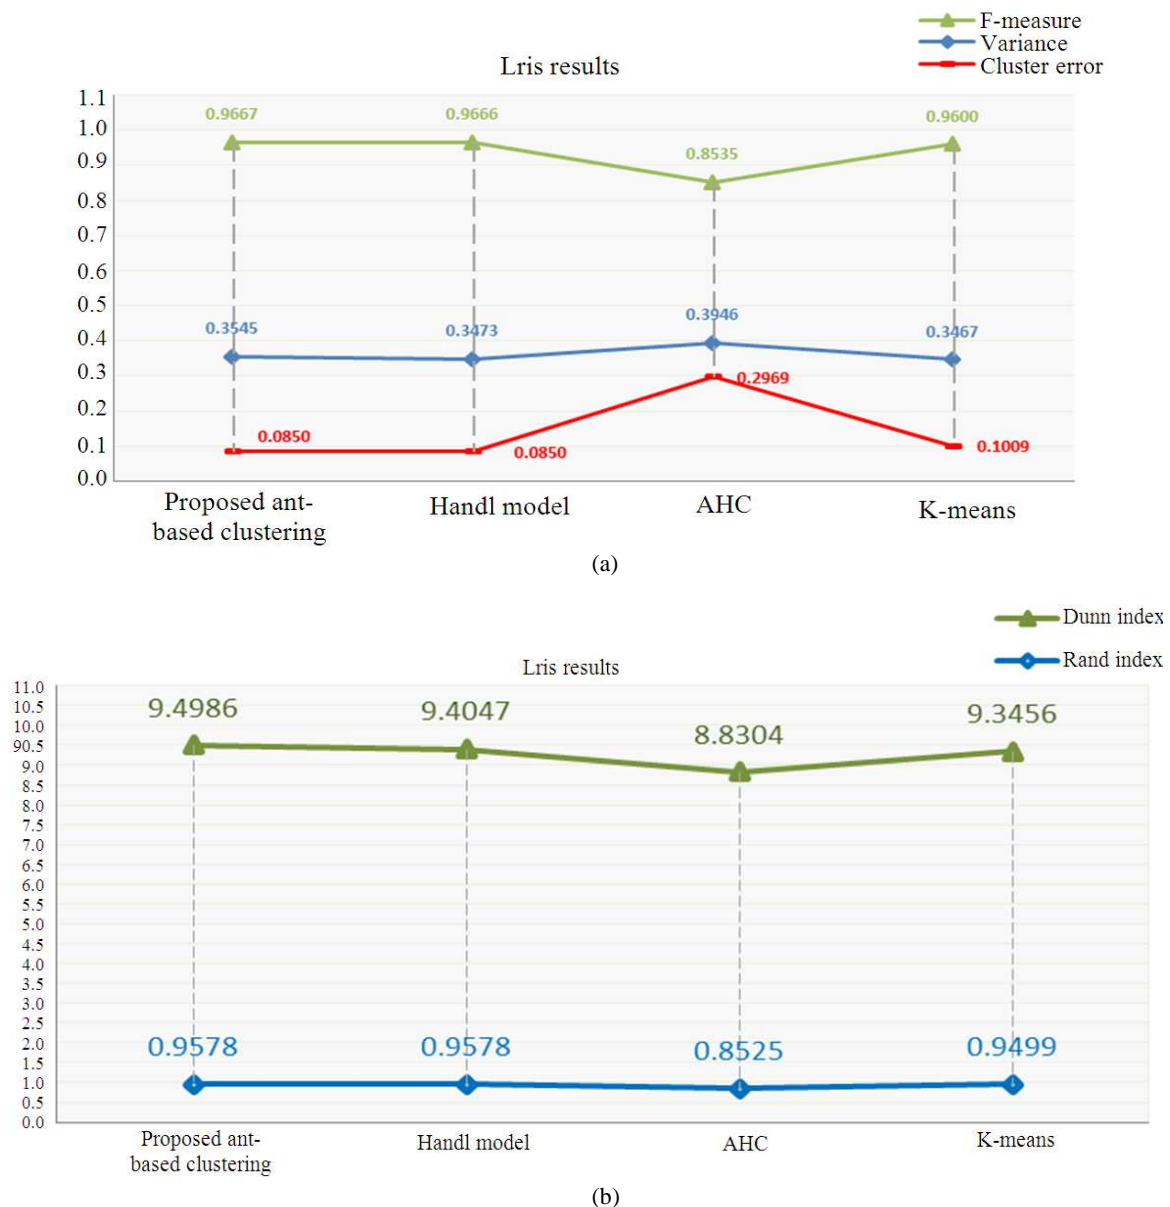 F-measure
Variance
Cluster error
Lris results
1.1
1.0
0.9
0.8
0.7
0.6
0.5
0.4
0.3
0.2
0.1
0.0
0.9667
0.9666
0.8535
0.9600
0.3545
0.3473
0.3946
0.3467
0.0850
0.0850
0.2969
0.1009
Proposed ant-
based clustering
Handl model
AHC
K-means
(a)
Dunn index
Rand index
Lris results
11.0
10.5
10.0
90.5
9.0
8.5
8.0
7.5
7.0
6.5
6.0
5.5
5.0
4.5
4.0
3.5
3.0
2.5
2.0
1.5
1.0
0.5
0.0
9.4986
9.4047
8.8304
9.3456
0.9578
0.9578
0.8525
0.9499
Proposed ant-
based clustering
Handl model
AHC
K-means
(b)